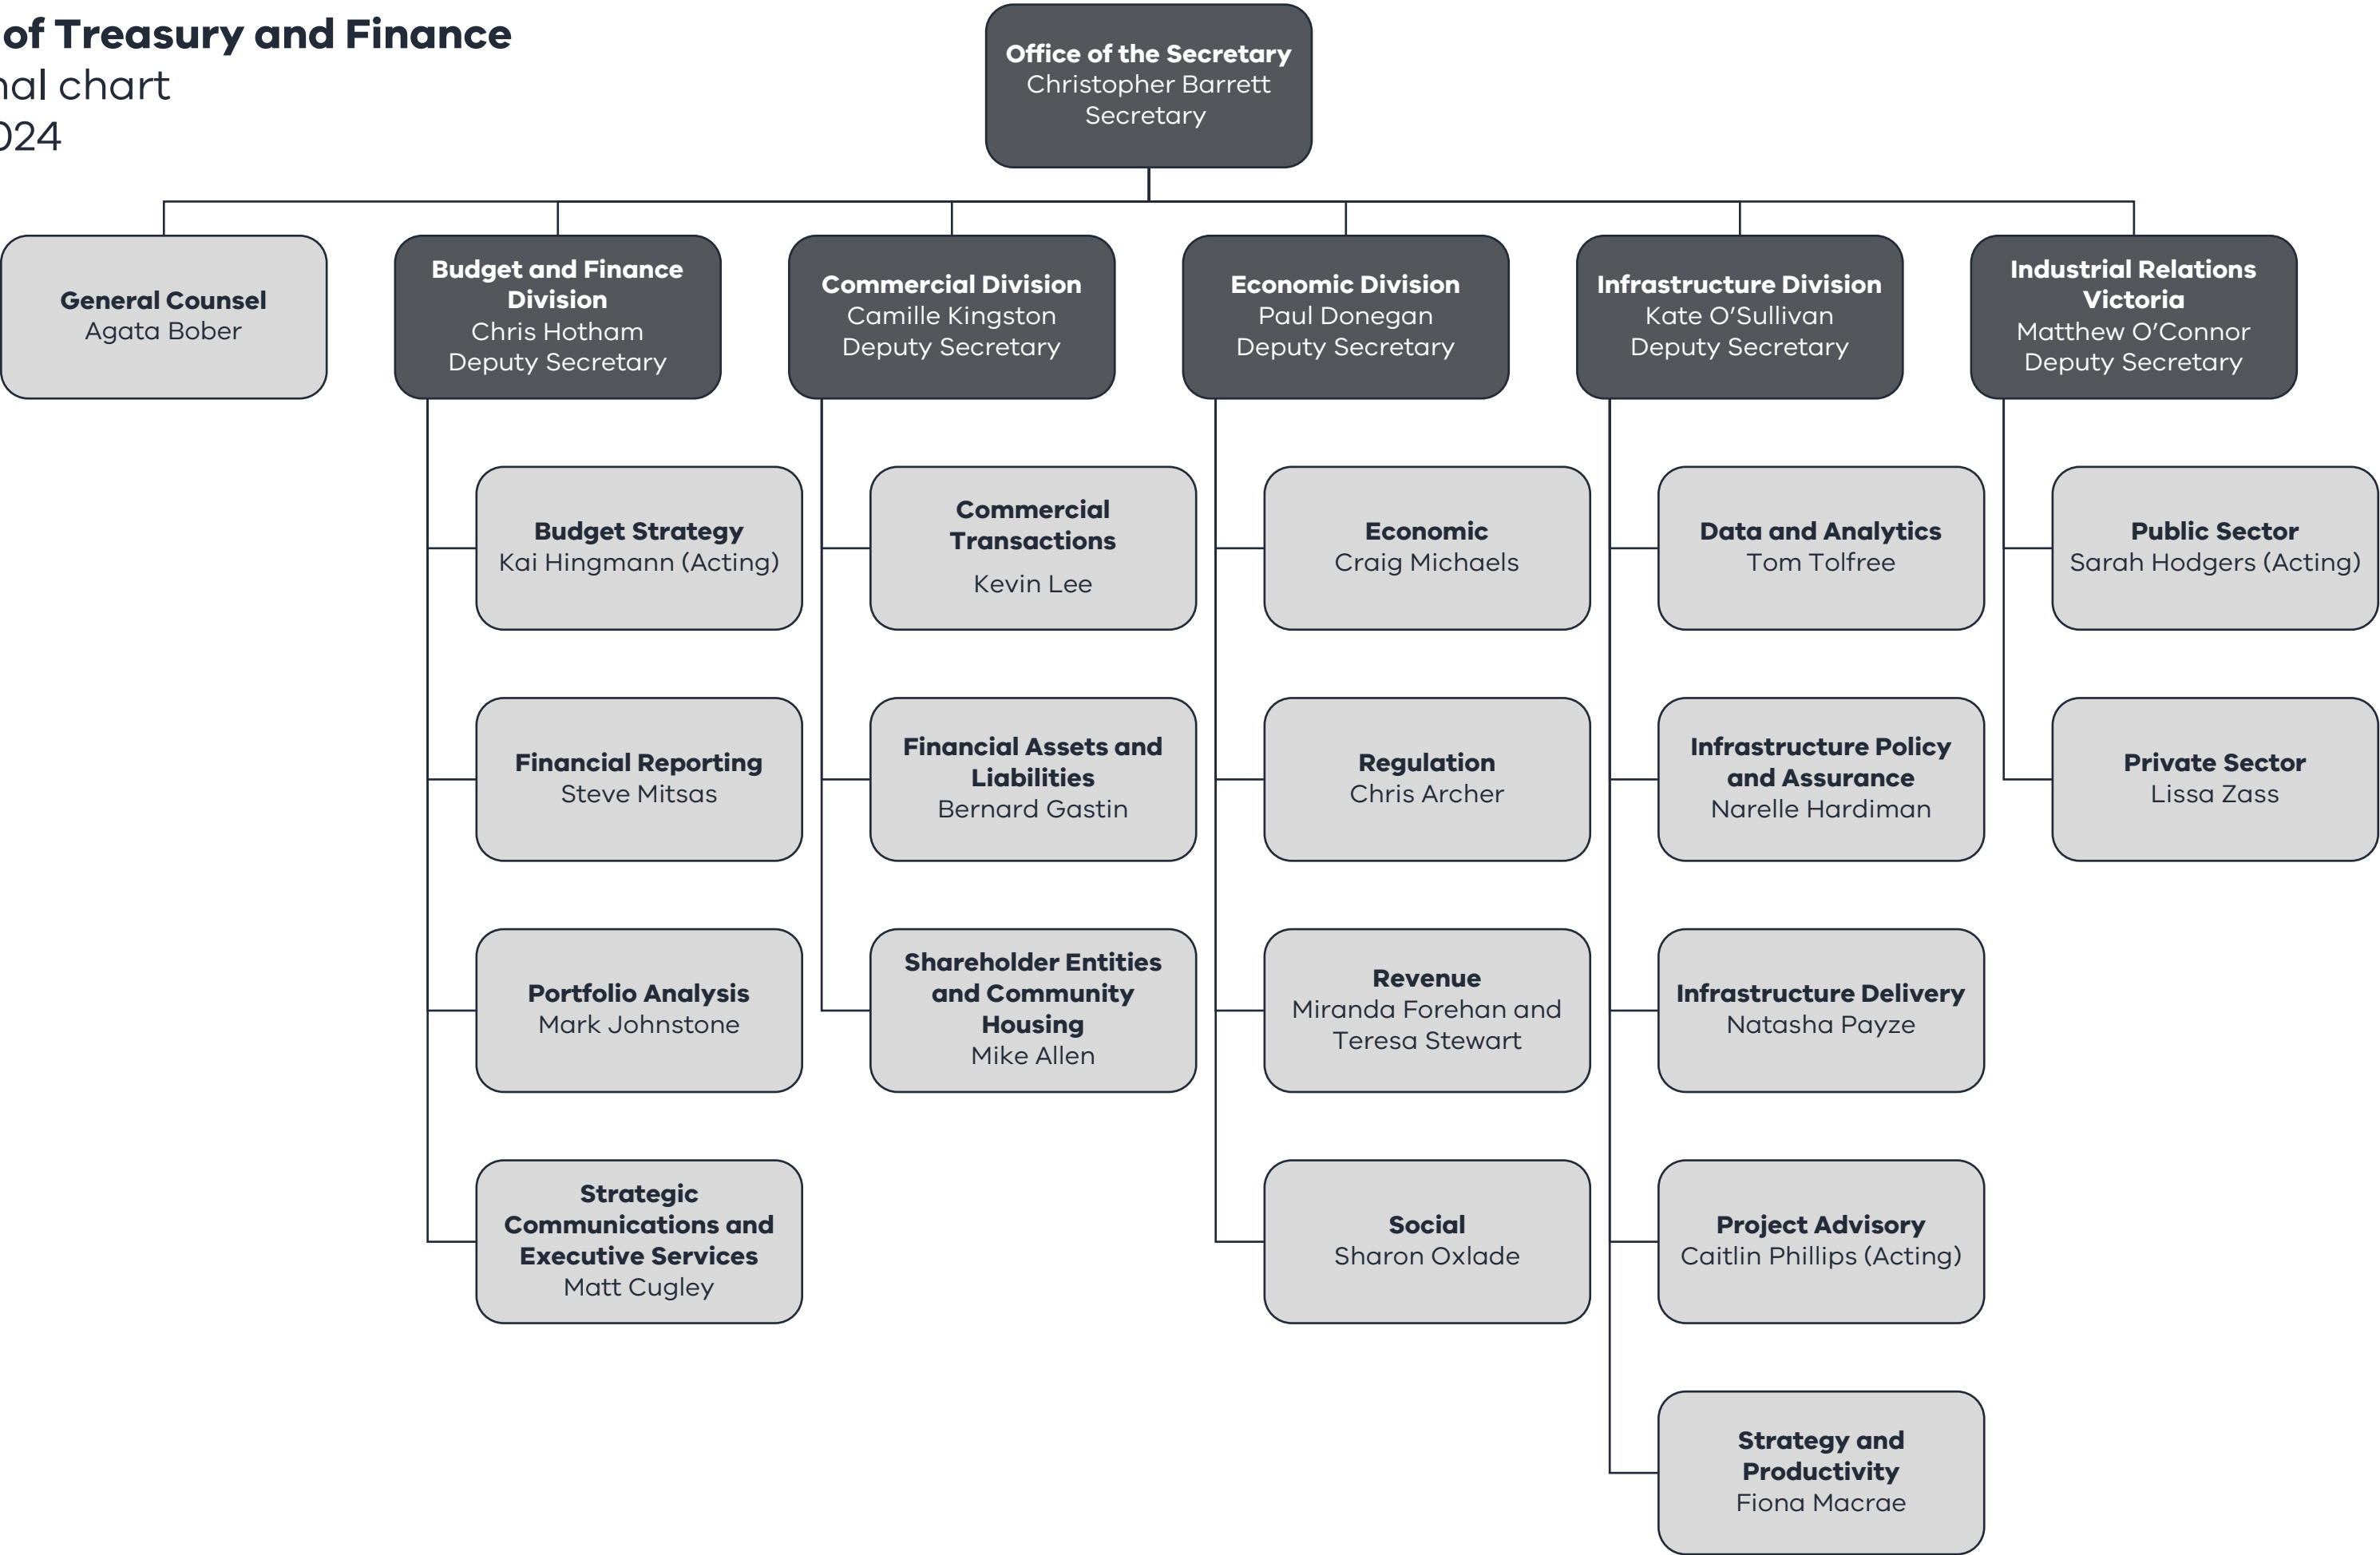 of Treasury and Finance
nal chart
024
Office of the Secretary
Christopher Barrett
Secretary
General Counsel
Agata Bober
Budget and Finance
Division
Chris Hotham
Deputy Secretary
Commercial Division
Camille Kingston
Deputy Secretary
Economic Division
Paul Donegan
Deputy Secretary
Infrastructure Division
Kate O’Sullivan
Deputy Secretary
Industrial Relations
Victoria
Matthew O’Connor
Deputy Secretary
Budget Strategy
Kai Hingmann (Acting)
Financial Reporting
Steve Mitsas
Portfolio Analysis
Mark Johnstone
Strategic
Communications and
Executive Services
Matt Cugley
Commercial
Transactions
Kevin Lee
Financial Assets and
Liabilities
Bernard Gastin
Shareholder Entities
and Community
Housing
Mike Allen
Economic
Craig Michaels
Regulation
Chris Archer
Revenue
Miranda Forehan and
Teresa Stewart
Social
Sharon Oxlade
Data and Analytics
Tom Tolfree
Infrastructure Policy
and Assurance
Narelle Hardiman
Infrastructure Delivery
Natasha Payze
Project Advisory
Caitlin Phillips (Acting)
Strategy and
Productivity
Fiona Macrae
Public Sector
Sarah Hodgers (Acting)
Private Sector
Lissa Zass